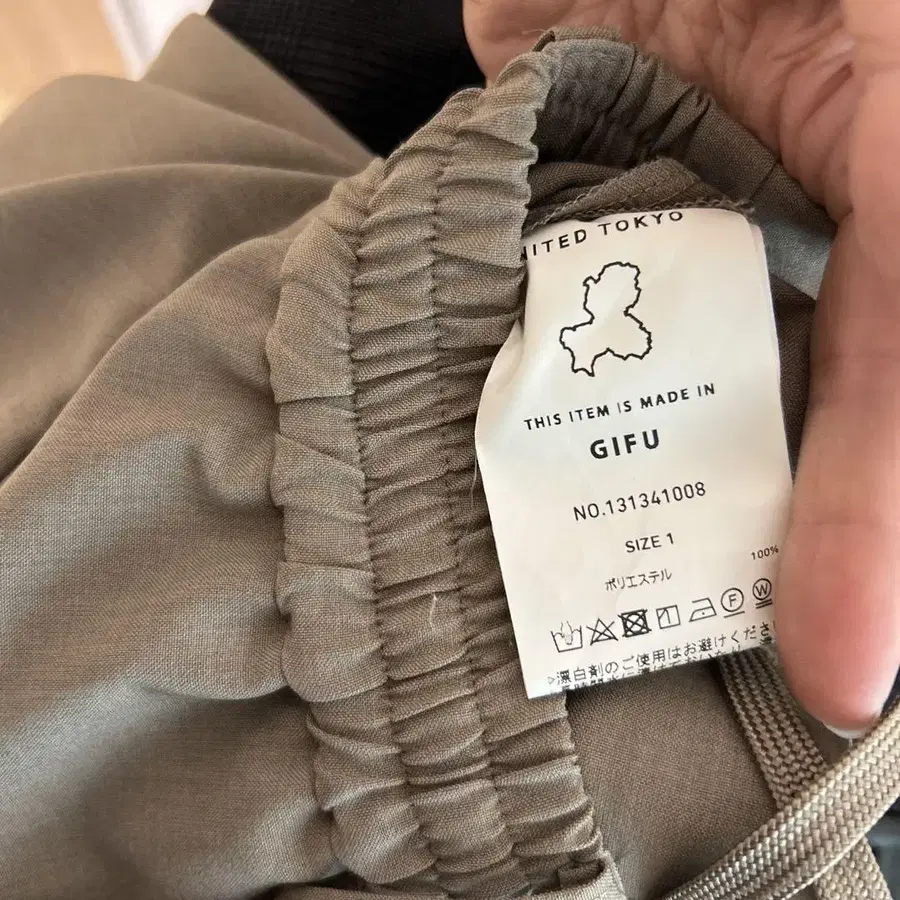 NITED TOKYO
THIS ITEM IS MADE IN
GIFU
NO.131341008
SIZE 1
100%
ポリエステル
F W
漂白剤のご使用はお避けくださ